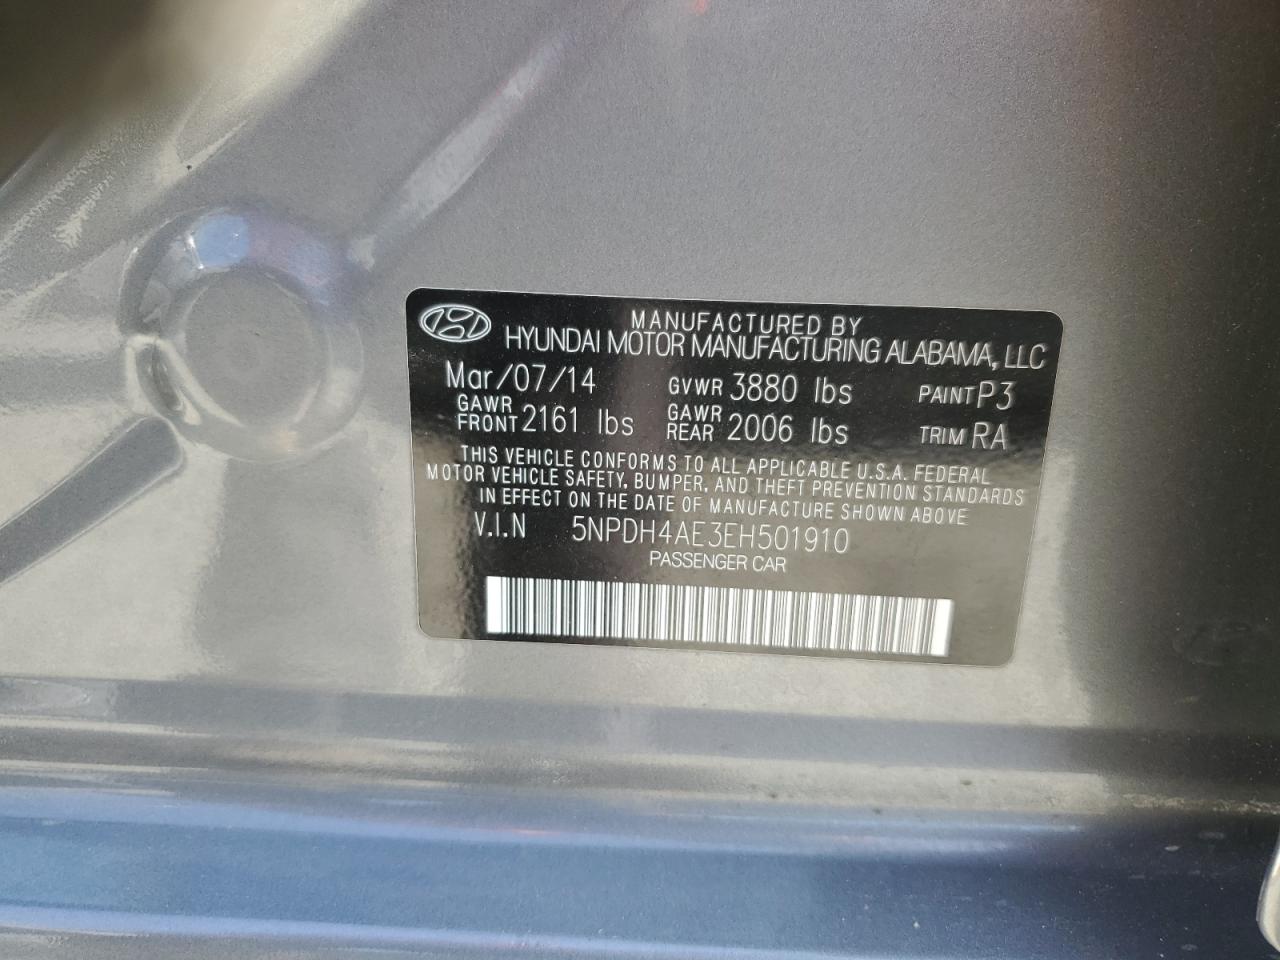 MANUFACTURED BY
HYUNDAI MOTOR MANUFACTURING ALABAMA, LLC
Mar/07/14 GVWR 3880 lbs PAINT P3
GAWR FRONT 2161 lbs GAWR REAR 2006 lbs TRIM RA
THIS VEHICLE CONFORMS TO ALL APPLICABLE U.S.A. FEDERAL
MOTOR VEHICLE SAFETY, BUMPER, AND THEFT PREVENTION STANDARDS
IN EFFECT ON THE DATE OF MANUFACTURE SHOWN ABOVE
V.I.N 5NPDH4AE3EH501910
PASSENGER CAR